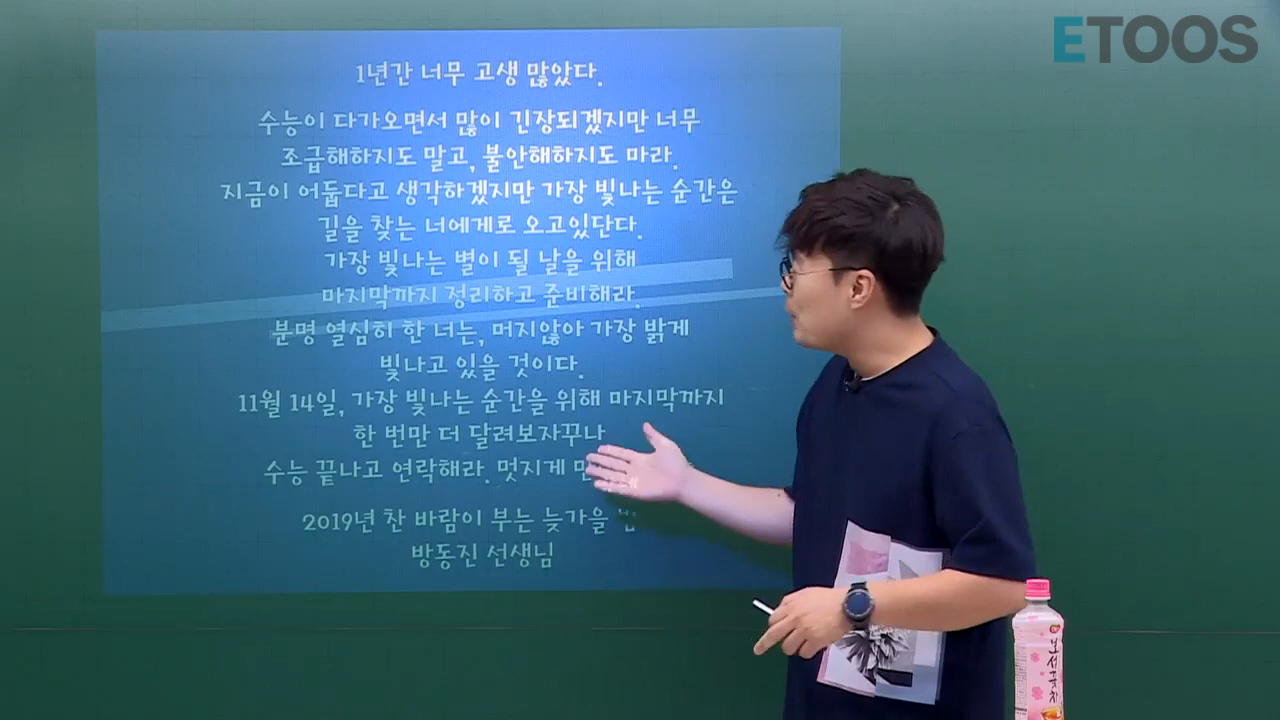 ETOOS
1년간 너무 고생 많았다.
수능이 다가오면서 많이 긴장되겠지만 너무
조급해하지도 말고, 불안해하지도 마라.
지금이 어둡다고 생각하겠지만 가장 빛나는 순간은
길을 찾는 너에게로 오고있단다.
가장 빛나는 별이 될 날을 위해
마지막까지 정리하고 준비해라.
분명 열심히 한 너는, 머지않아 가장 밝게
빛나고 있을 것이다.
11월 14일, 가장 빛나는 순간을 위해 마지막까지
한 번만 더 달려보자꾸나
수능 끝나고 연락해라. 멋지게
2019년 찬 바람이 부는 늦가을
방동진 선생님